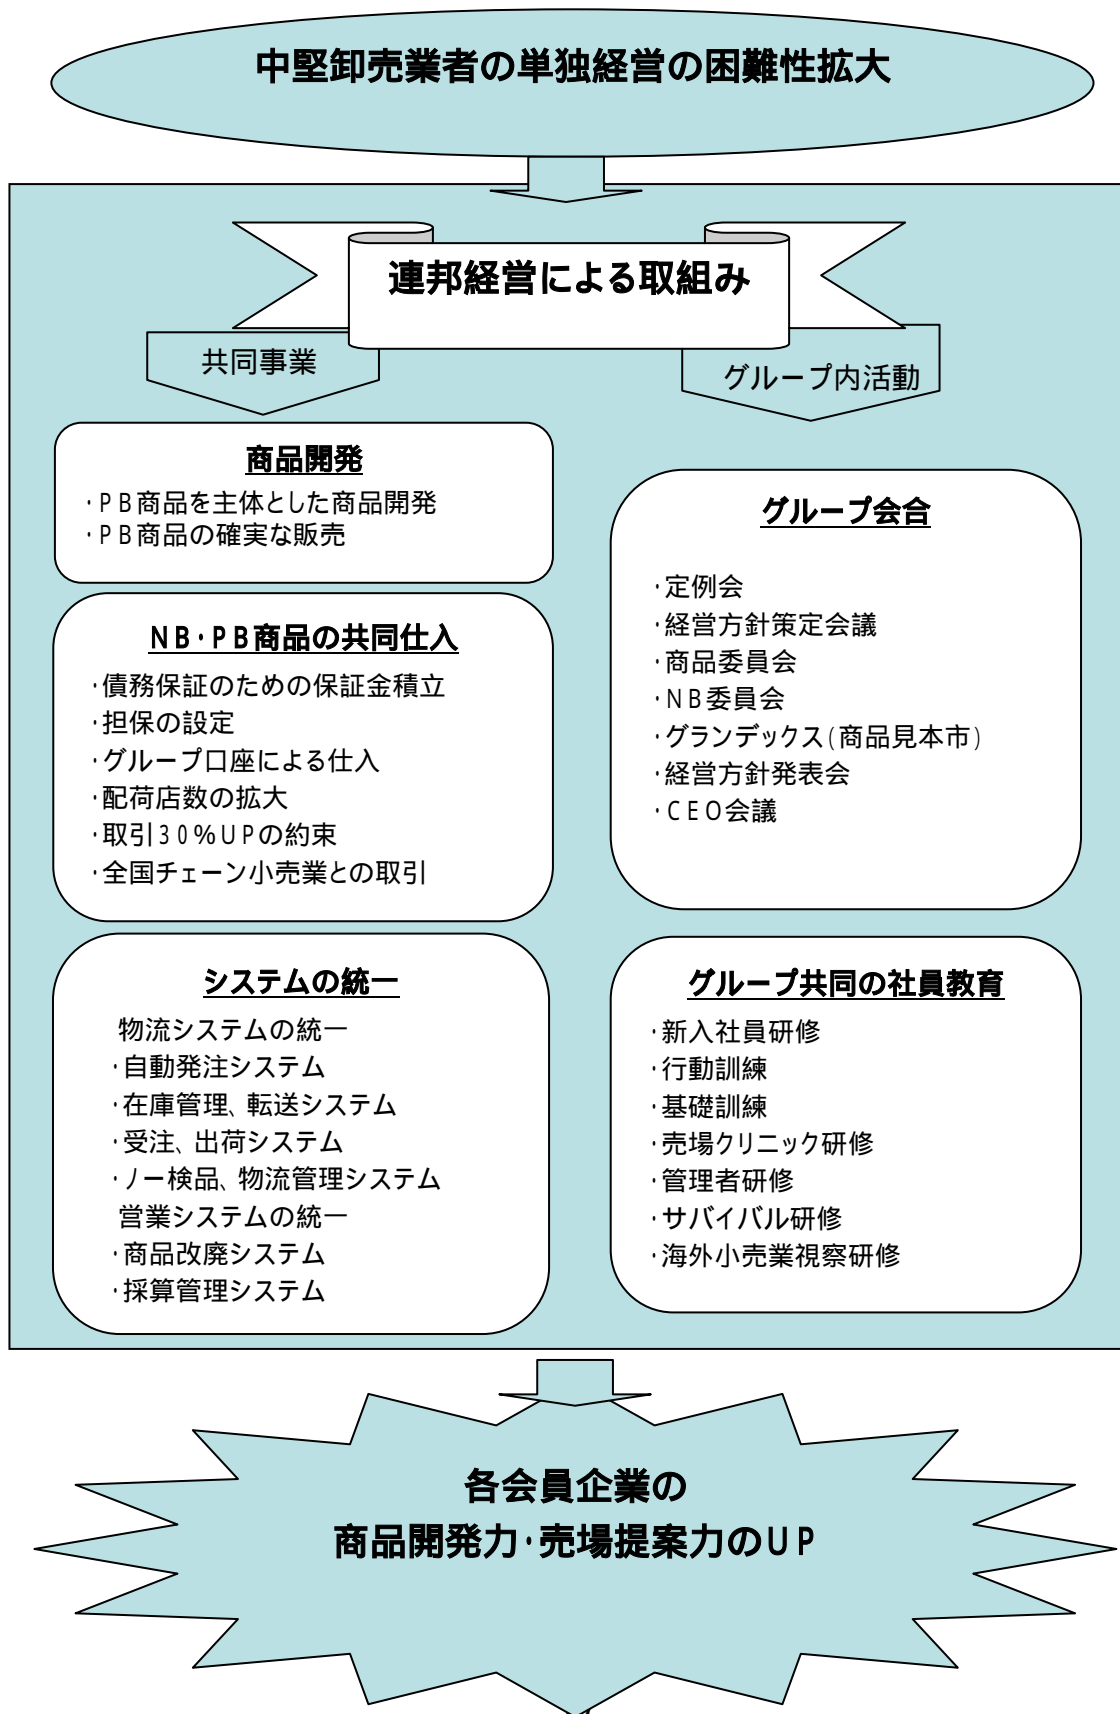 中堅卸売業者の単独経営の困難性拡大
連邦経営による取組み
共同事業
商品開発
・PB商品を主体とした商品開発
・PB商品の確実な販売
NB・PB商品の共同仕入
・債務保証のための保証金積立
・担保の設定
・グループ口座による仕入
・配荷店数の拡大
・取引30%UPの約束
・全国チェーン小売業との取引
システムの統一
物流システムの統一
・自動発注システム
・在庫管理、転送システム
・受注、出荷システム
・ノー検品、物流管理システム
営業システムの統一
・商品改廃システム
・採算管理システム
グループ内活動
グループ会合
・定例会
・経営方針策定会議
・商品委員会
・NB委員会
・グランデックス(商品見本市)
・経営方針発表会
・CEO会議
グループ共同の社員教育
・新入社員研修
・行動訓練
・基礎訓練
・売場クリニック研修
・管理者研修
・サバイバル研修
・海外小売業視察研修
各会員企業の
商品開発力・売場提案力のUP